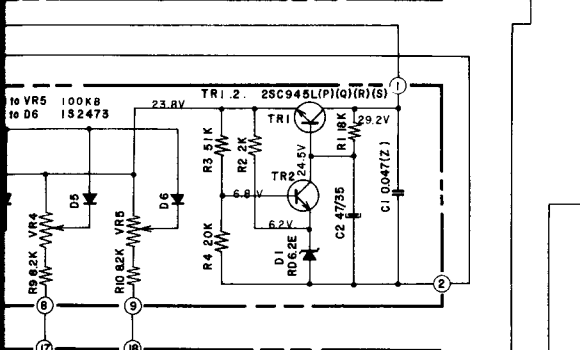 1
TR1.2. 2SC945L(P)(Q)(R)(S)
to VR5 100KB
to D6 1S2473
23.8V
TR1
29.2V
R3 51K
R2 2K
24.5V
R1 18K
C1 0.047(Z)
TR2
6.8V
D5
D6
VR4
VR5
6.2V
C2 47/35
R4 20K
D1
RD6.2E
R9 8.2K
R10 8.2K
2
8
9
17
18